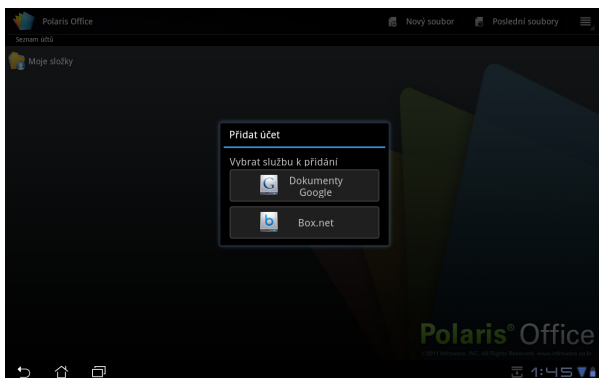 Polaris Office
Nový soubor
Poslední soubory
Seznam účtů
Moje složky
Přidat účet
Vybrat službu k přidání
Dokumenty
Google
Box.net
Polaris® Office
1:45